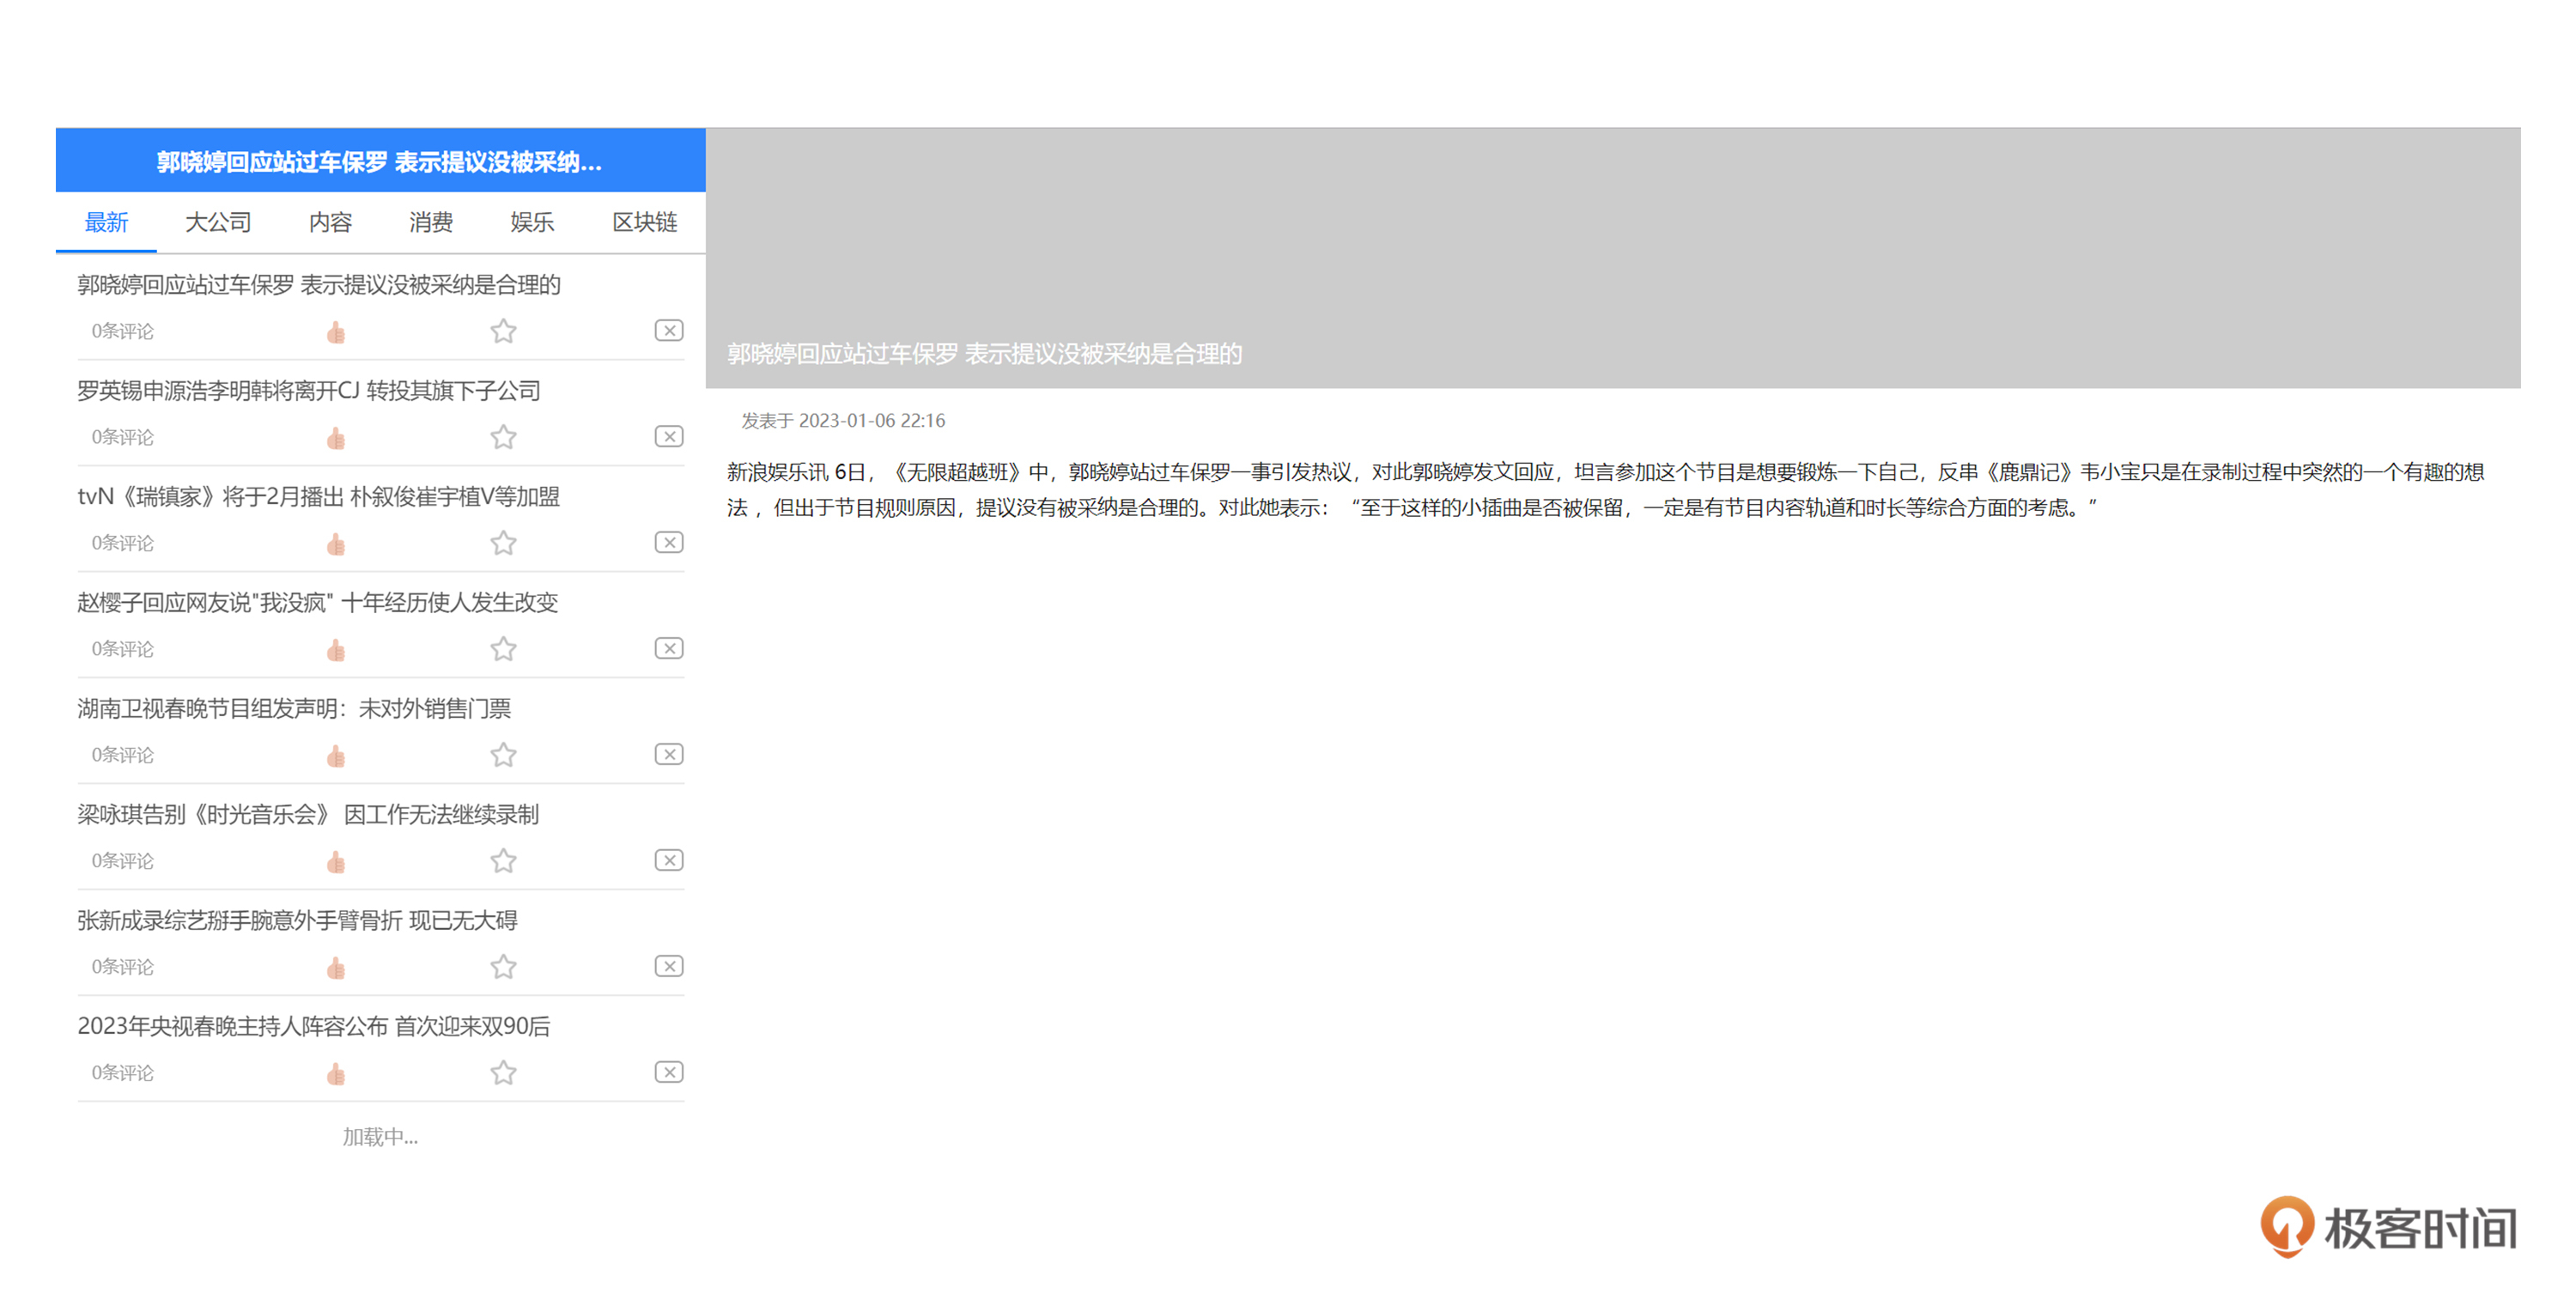 郭晓婷回应站过车保罗 表示提议没被采纳...
最新 大公司 内容 消费 娱乐 区块链
郭晓婷回应站过车保罗 表示提议没被采纳是合理的
0条评论
罗英锡申源浩李明韩将离开CJ 转投其旗下子公司
0条评论
tvN《瑞镇家》将于2月播出 朴叙俊崔宇植V等加盟
0条评论
赵樱子回应网友说"我没疯" 十年经历使人发生改变
0条评论
湖南卫视春晚节目组发声明：未对外销售门票
0条评论
梁咏琪告别《时光音乐会》 因工作无法继续录制
0条评论
张新成录综艺掰手腕意外手臂骨折 现已无大碍
0条评论
2023年央视春晚主持人阵容公布 首次迎来双90后
0条评论
加载中...
郭晓婷回应站过车保罗 表示提议没被采纳是合理的
发表于 2023-01-06 22:16
新浪娱乐讯 6日，《无限超越班》中，郭晓婷站过车保罗一事引发热议，对此郭晓婷发文回应，坦言参加这个节目是想要锻炼一下自己，反串《鹿鼎记》韦小宝只是在录制过程中突然的一个有趣的想
法 ，但出于节目规则原因，提议没有被采纳是合理的。对此她表示：“至于这样的小插曲是否被保留，一定是有节目内容轨道和时长等综合方面的考虑。”
极客时间